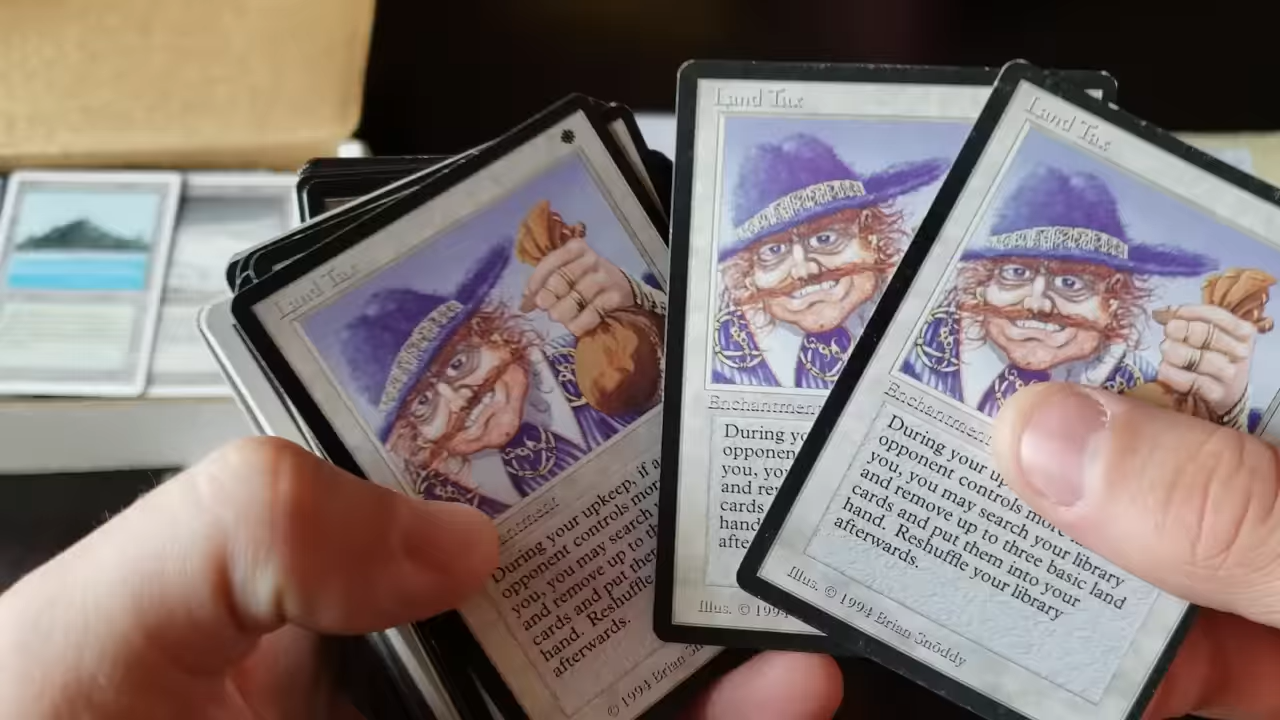 Land Tax
Enchantment
During your upkeep, if a
opponent controls mor
you, you may search
and remove up to th
cards and put the
hand. Reshuffle
afterwards.
© 1994 Brian Sn
Land Tax
Enchantment
During yo
opponen
you, yo
and re
cards
hand
afte
Illus. © 1994
Land Tax
Enchantment
During your up
opponent controls more
you, you may search your library
and remove up to three basic land
cards and put them into your
hand. Reshuffle your library
afterwards.
Illus. © 1994 Brian Snõddy